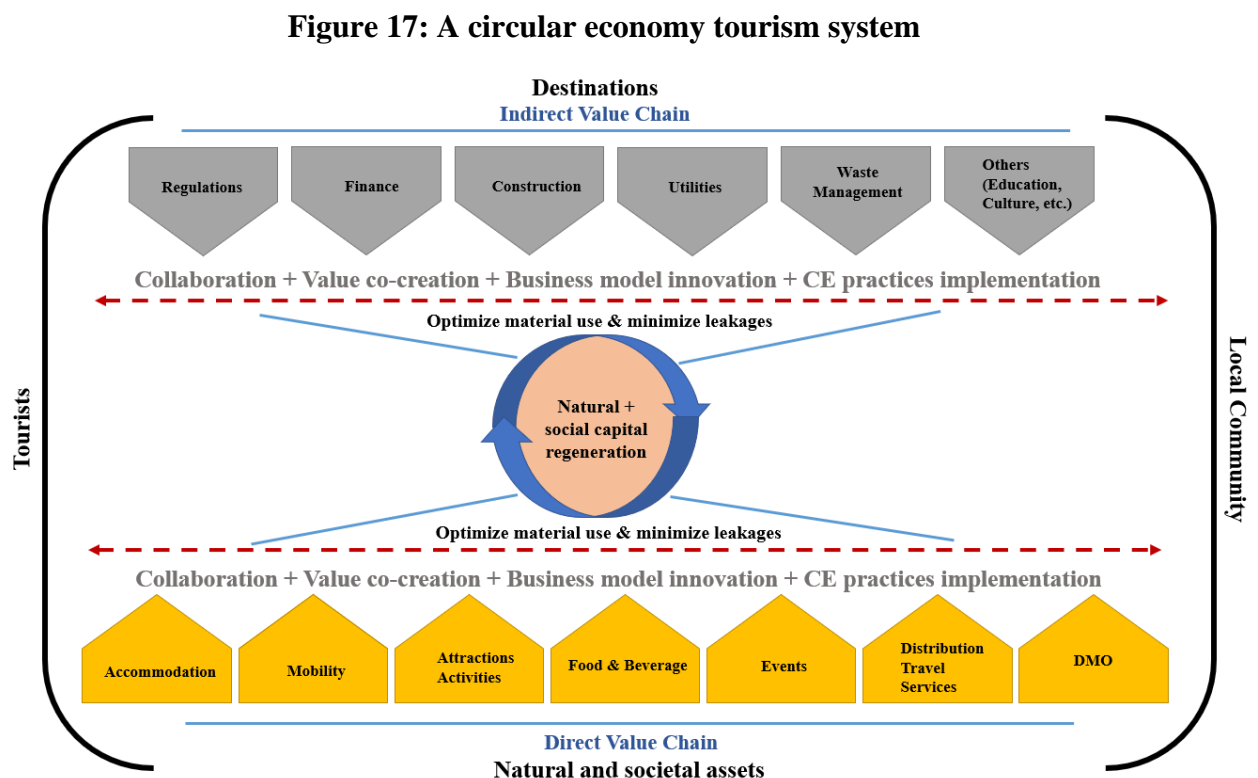 Figure 17: A circular economy tourism system
Destinations
Indirect Value Chain
Regulations
Finance
Construction
Utilities
Waste
Management
Others
(Education,
Culture, etc.)
Collaboration + Value co-creation + Business model innovation + CE practices implementation
Optimize material use & minimize leakages
Tourists
Natural +
social capital
regeneration
Local Community
Optimize material use & minimize leakages
Collaboration + Value co-creation + Business model innovation + CE practices implementation
Accommodation
Mobility
Attractions
Activities
Food & Beverage
Events
Distribution
Travel
Services
DMO
Direct Value Chain
Natural and societal assets